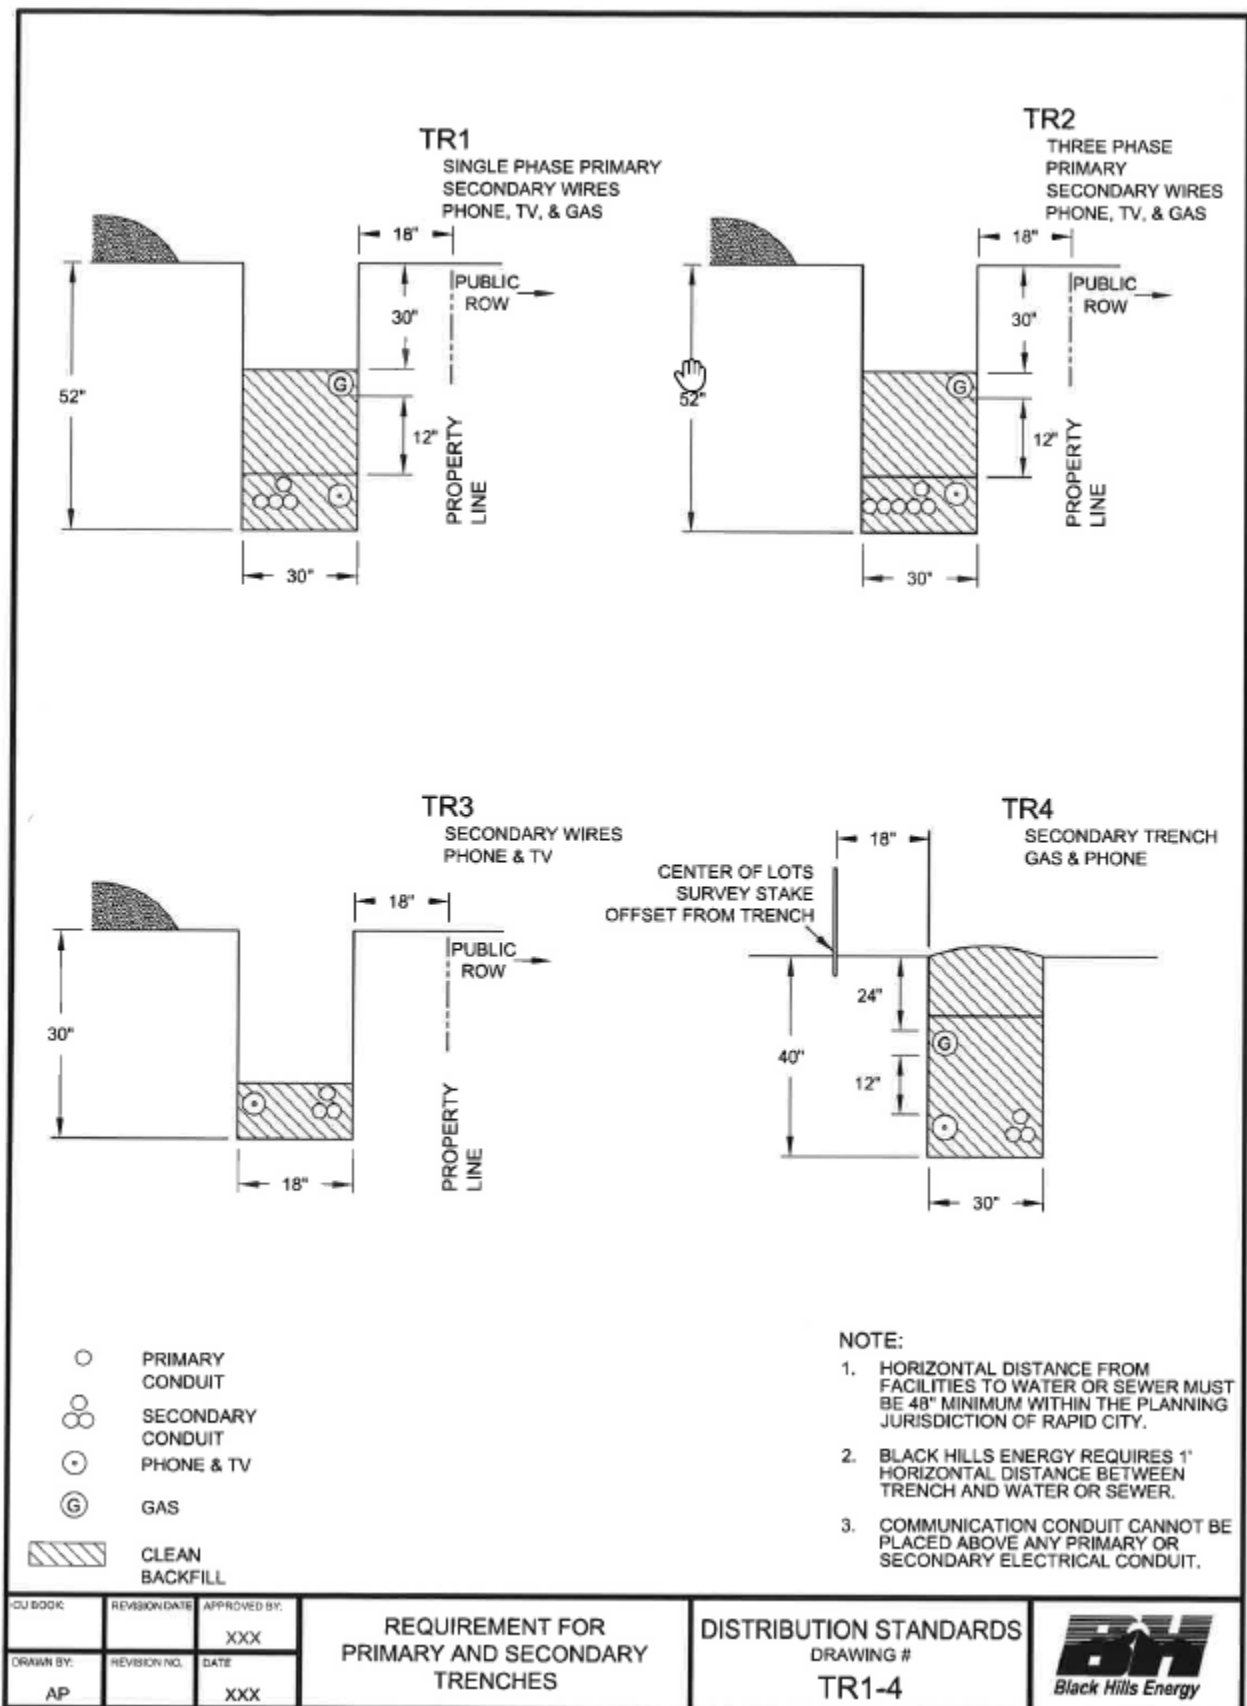 TR1
SINGLE PHASE PRIMARY
SECONDARY WIRES
PHONE, TV, & GAS
18"
PUBLIC
ROW
30"
52"
G
12"
PROPERTY
LINE
30"
TR2
THREE PHASE
PRIMARY
SECONDARY WIRES
PHONE, TV, & GAS
18"
PUBLIC
ROW
30"
52"
G
12"
PROPERTY
LINE
30"
TR3
SECONDARY WIRES
PHONE & TV
18"
PUBLIC
ROW
30"
PROPERTY
LINE
18"
TR4
SECONDARY TRENCH
GAS & PHONE
18"
CENTER OF LOTS
SURVEY STAKE
OFFSET FROM TRENCH
24"
40"
G
12"
30"
PRIMARY
CONDUIT
SECONDARY
CONDUIT
PHONE & TV
G
GAS
CLEAN
BACKFILL
NOTE:
1. HORIZONTAL DISTANCE FROM
FACILITIES TO WATER OR SEWER MUST
BE 48" MINIMUM WITHIN THE PLANNING
JURISDICTION OF RAPID CITY.
2. BLACK HILLS ENERGY REQUIRES 1'
HORIZONTAL DISTANCE BETWEEN
TRENCH AND WATER OR SEWER.
3. COMMUNICATION CONDUIT CANNOT BE
PLACED ABOVE ANY PRIMARY OR
SECONDARY ELECTRICAL CONDUIT.
CU BOOK:
REVISION DATE
APPROVED BY:
XXX
DRAWN BY:
AP
REVISION NO.
DATE
XXX
REQUIREMENT FOR
PRIMARY AND SECONDARY
TRENCHES
DISTRIBUTION STANDARDS
DRAWING #
TR1-4
BH
Black Hills Energy